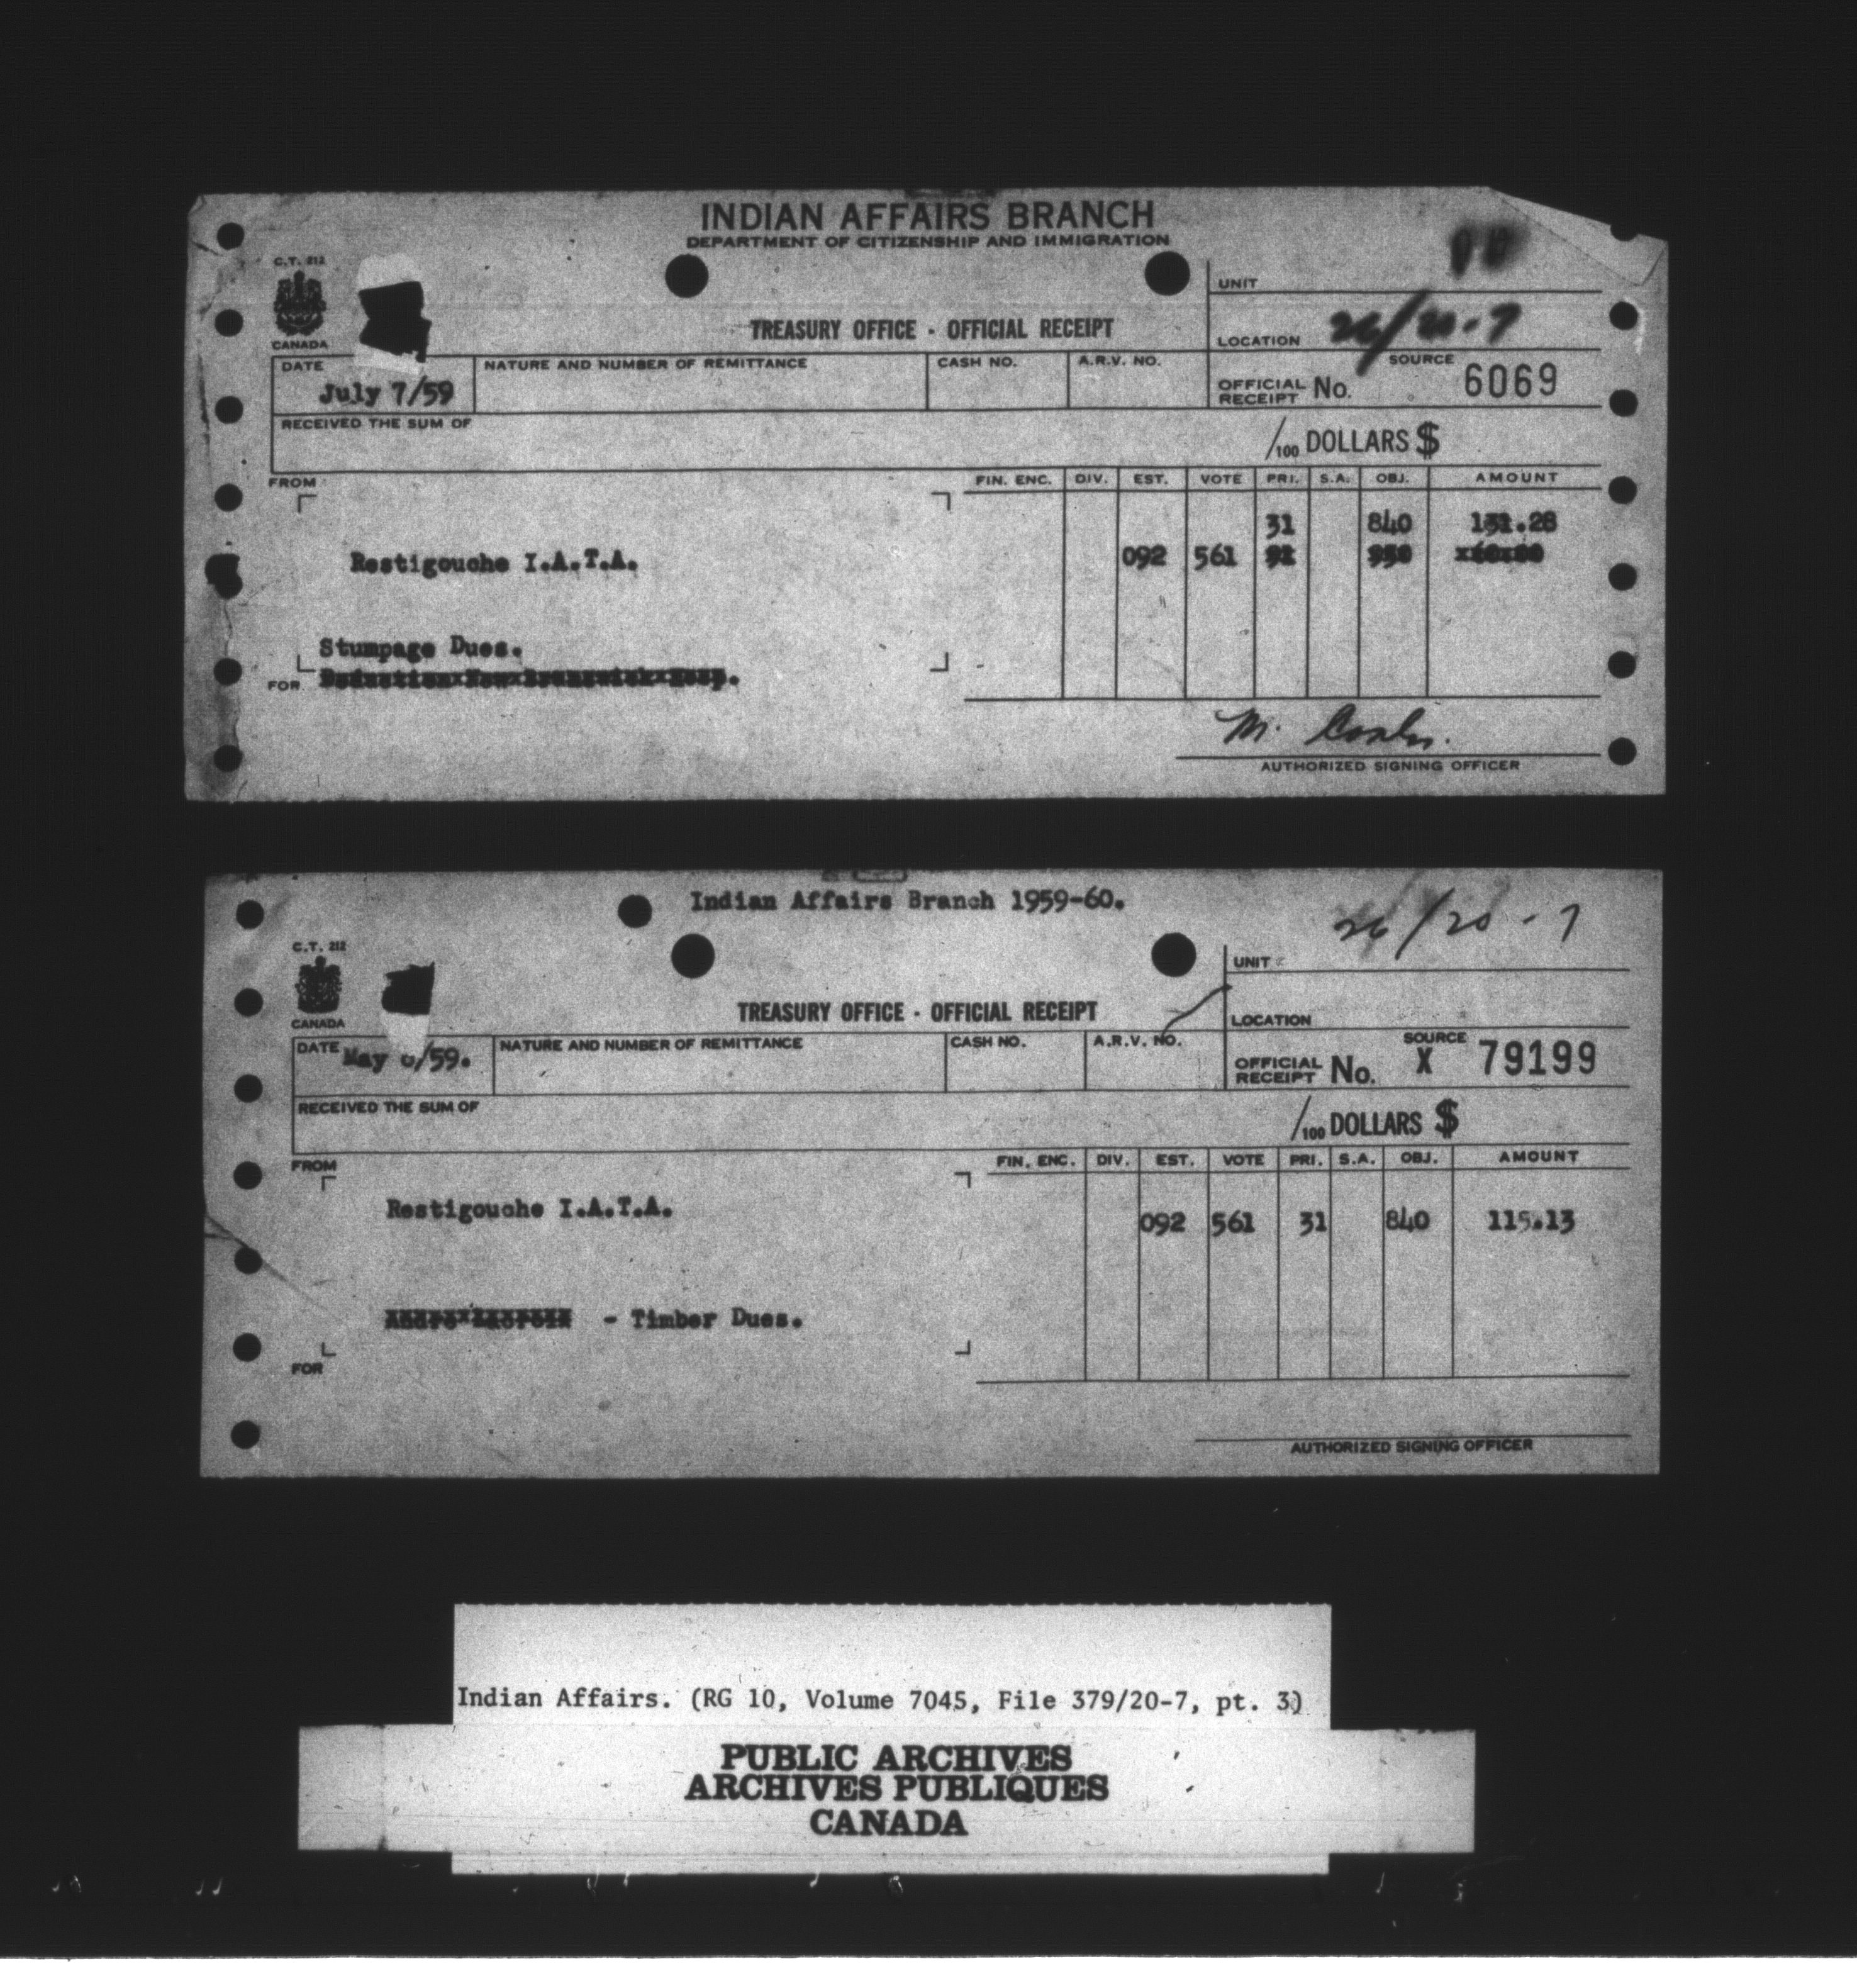 INDIAN AFFAIRS BRANCH
DEPARTMENT OF CITIZENSHIP AND IMMIGRATION
C.T. 212
CANADA
UNIT
TREASURY OFFICE - OFFICIAL RECEIPT
LOCATION 26/20-7
DATE July 7/59
NATURE AND NUMBER OF REMITTANCE
CASH NO.
A.R.V. NO.
SOURCE
OFFICIAL RECEIPT No. 6069
RECEIVED THE SUM OF
/100 DOLLARS $
FROM
FIN. ENC. DIV. EST. VOTE PRI. S.A. OBJ. AMOUNT
31 840 131.28
Restigouche I.A.T.A.
092 561
Stumpage Dues.
FOR
M.
AUTHORIZED SIGNING OFFICER
Indian Affairs Branch 1959-60.
26/20-7
C.T. 212
CANADA
UNIT
TREASURY OFFICE - OFFICIAL RECEIPT
LOCATION
DATE May 6/59.
NATURE AND NUMBER OF REMITTANCE
CASH NO.
A.R.V. NO.
SOURCE
OFFICIAL RECEIPT No. X 79199
RECEIVED THE SUM OF
/100 DOLLARS $
FROM
FIN. ENC. DIV. EST. VOTE PRI. S.A. OBJ. AMOUNT
Restigouche I.A.T.A.
092 561 31 840 115.13
- Timber Dues.
FOR
AUTHORIZED SIGNING OFFICER
Indian Affairs. (RG 10, Volume 7045, File 379/20-7, pt. 3)
PUBLIC ARCHIVES
ARCHIVES PUBLIQUES
CANADA